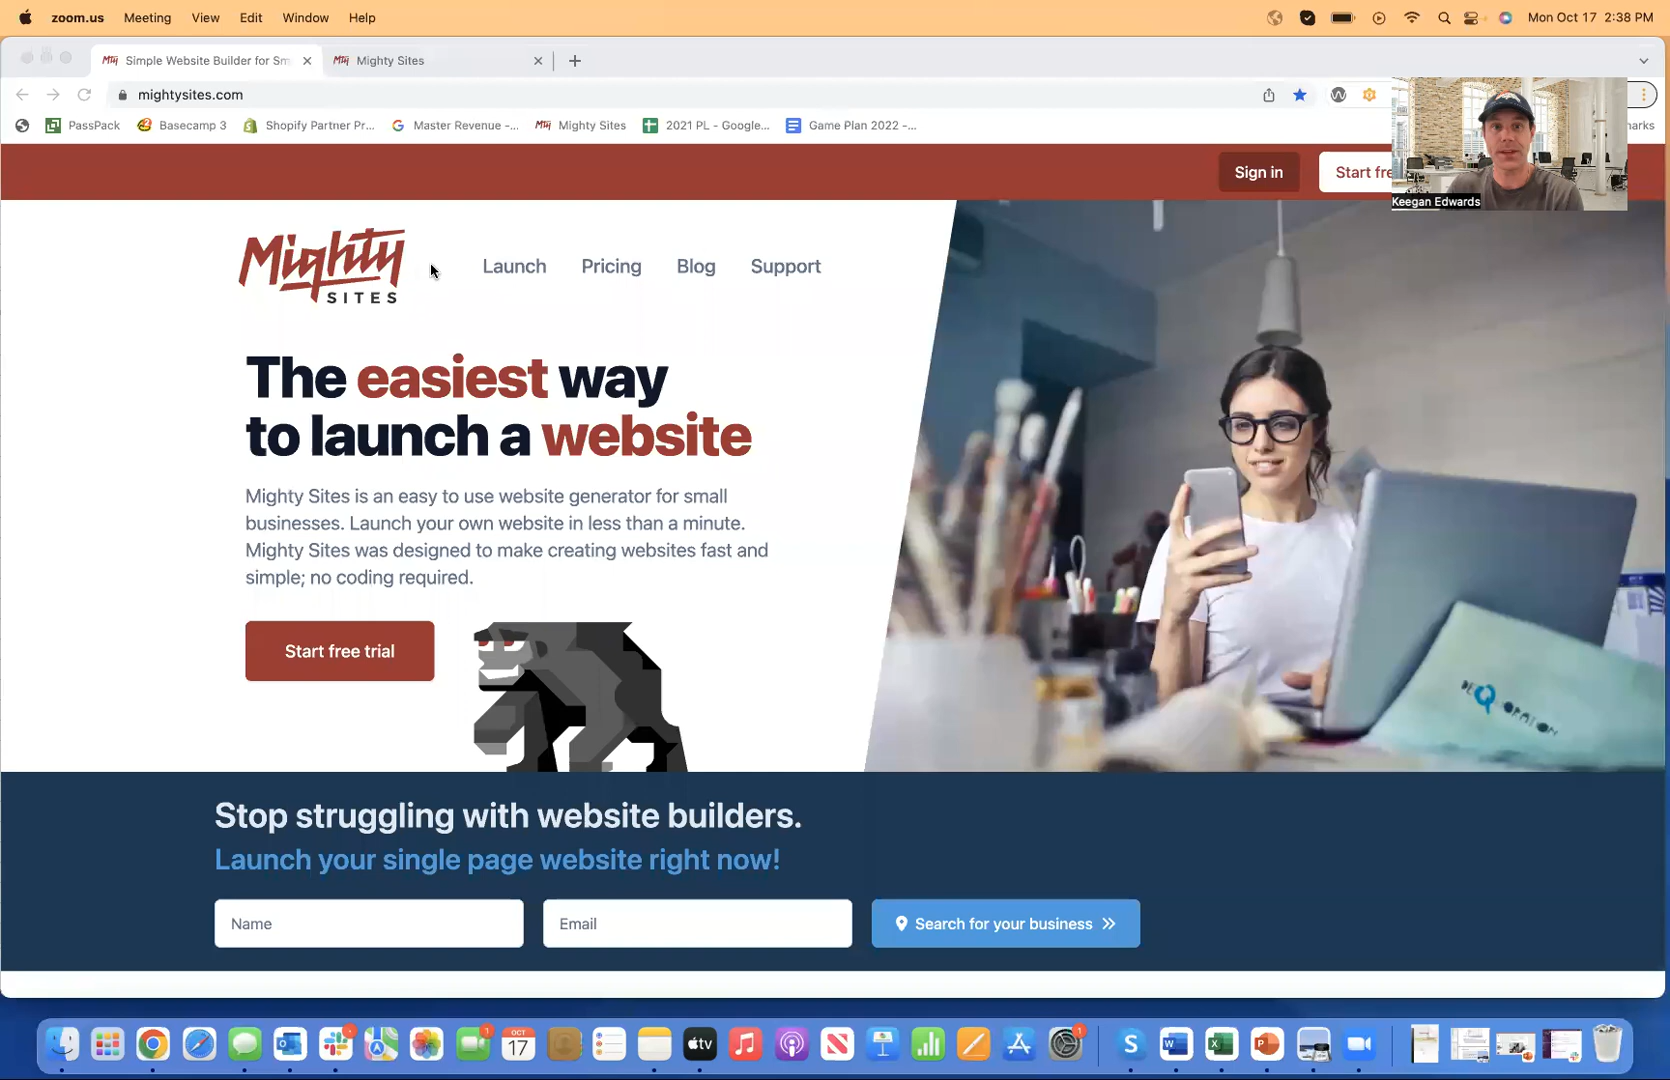 zoom.us Meeting View Edit Window Help Mon Oct 17 2:38 PM
Simple Website Builder for Sm Mighty Sites
mightysites.com
PassPack Basecamp 3 Shopify Partner Pr... Master Revenue -... Mighty Sites 2021 PL - Google... Game Plan 2022 -... marks
Sign in Start fre
Keegan Edwards
Mighty
SITES
Launch Pricing Blog Support
The easiest way
to launch a website
Mighty Sites is an easy to use website generator for small
businesses. Launch your own website in less than a minute.
Mighty Sites was designed to make creating websites fast and
simple; no coding required.
Start free trial
Stop struggling with website builders.
Launch your single page website right now!
Name Email Search for your business
OCT
17
tv